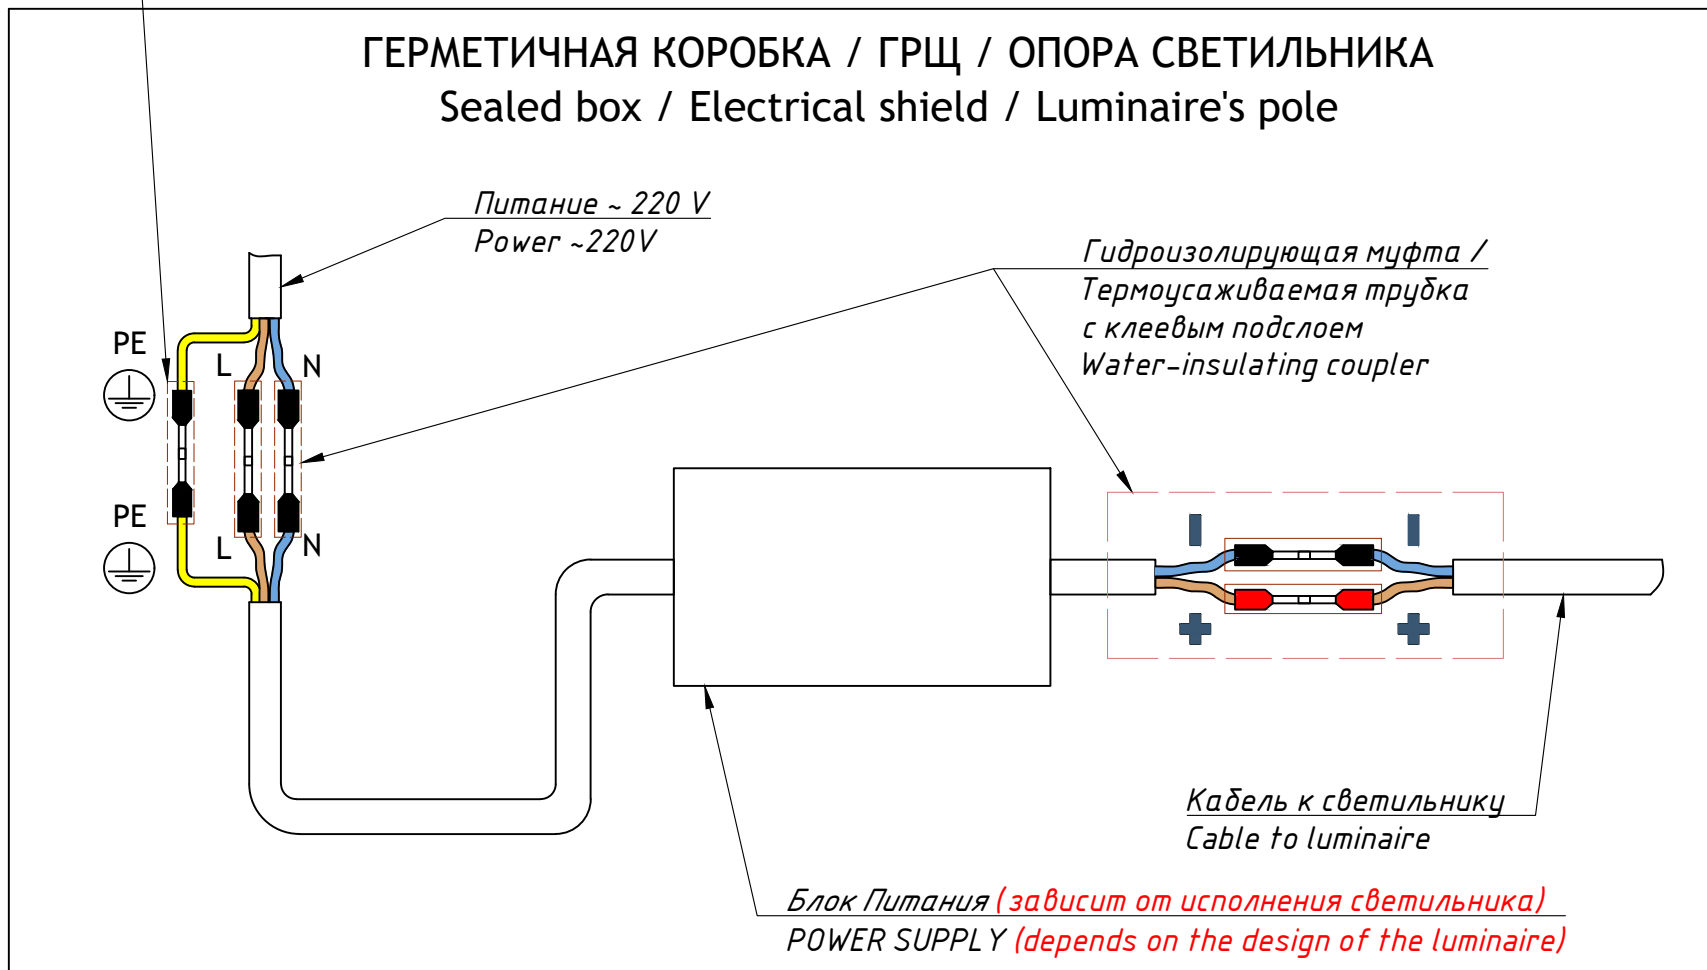 ГЕРМЕТИЧНАЯ КОРОБКА / ГРЩ / ОПОРА СВЕТИЛЬНИКА
Sealed box / Electrical shield / Luminaire's pole
Питание ~ 220 V
Power ~220V
Гидроизолирующая муфта /
Термоусаживаемая трубка
с клеевым подслоем
Water-insulating coupler
PE
L
N
PE
L
N
Кабель к светильнику
Cable to luminaire
Блок Питания (зависит от исполнения светильника)
POWER SUPPLY (depends on the design of the luminaire)